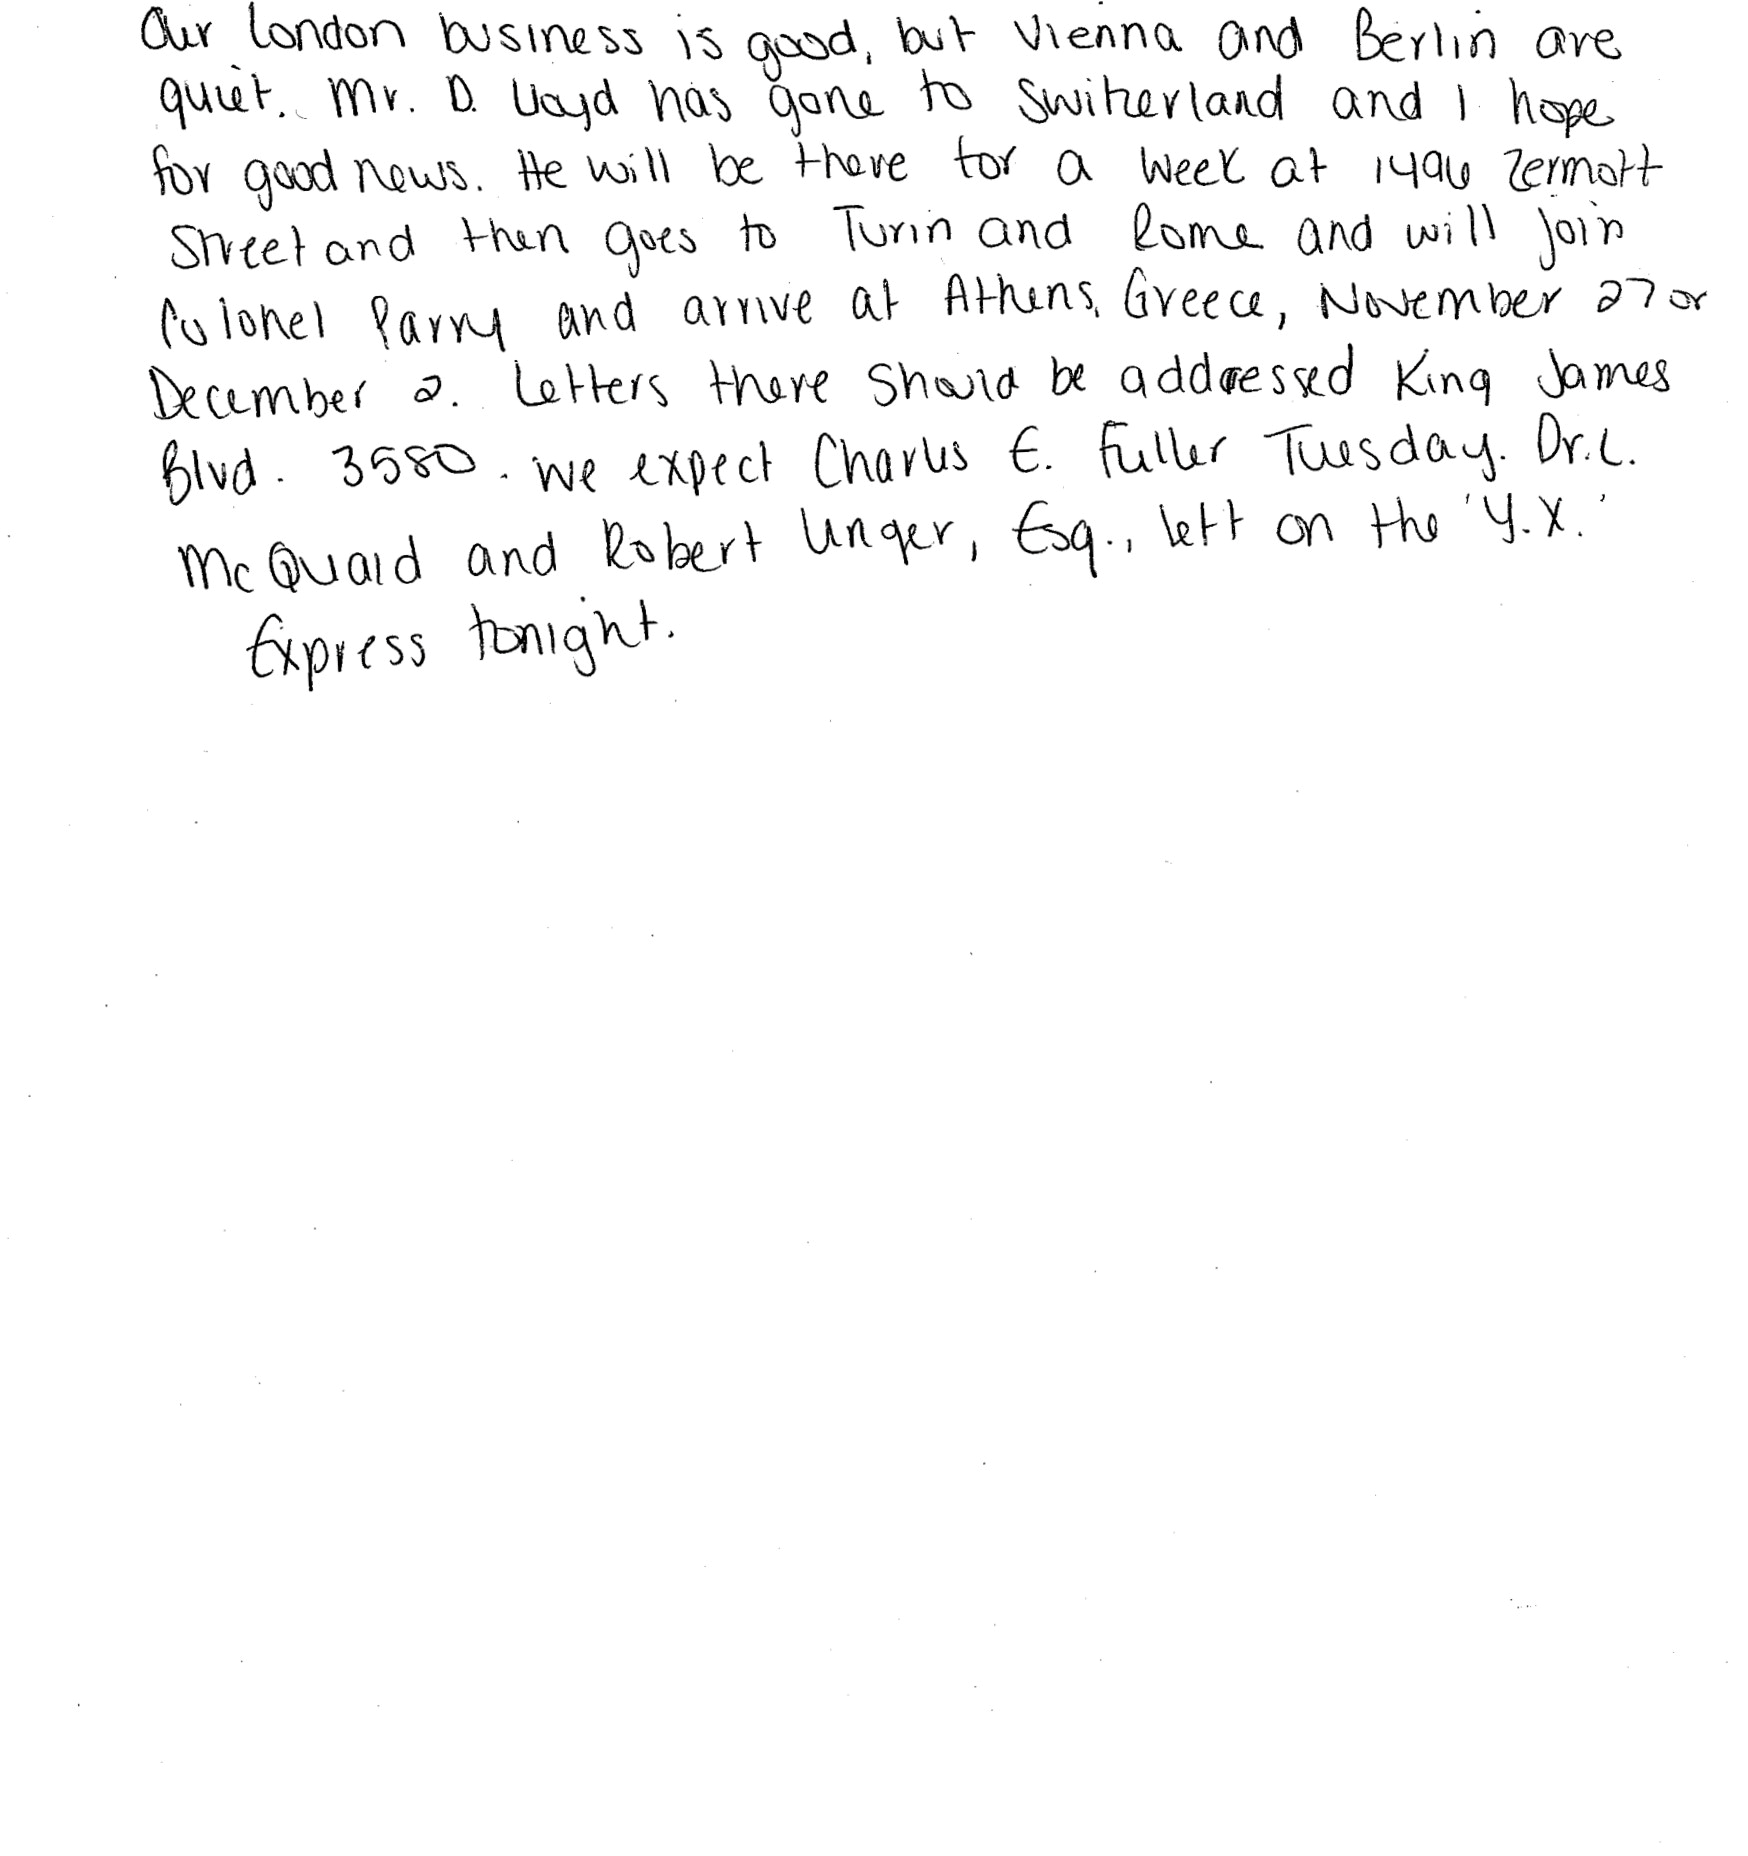 Our London business is good, but Vienna and Berlin are
quiet. Mr. D. Lloyd has gone to Switzerland and I hope
for good news. He will be there for a week at 1496 Zermott
Street and then goes to Turin and Rome and will join
Colonel Parry and arrive at Athens, Greece, November 27 or
December 2. Letters there should be addressed King James
Blvd. 3580. We expect Charles E. Fuller Tuesday. Dr. L.
McQuaid and Robert Unger, Esq., left on the 'Y.X.'
Express tonight.